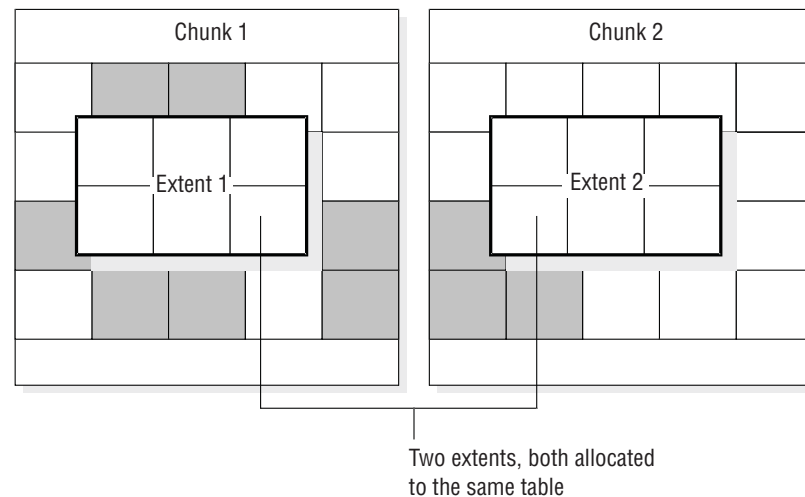 Chunk 1
Chunk 2
Extent 1
Extent 2
Two extents, both allocated
to the same table